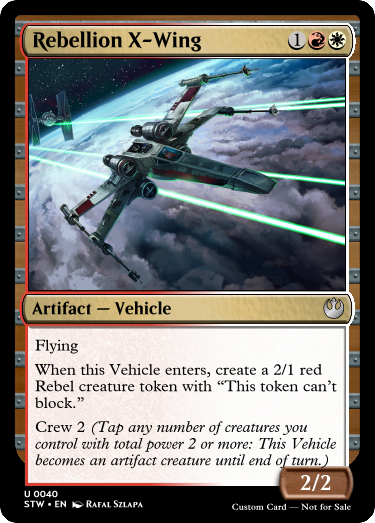 Rebellion X-Wing 1
Artifact — Vehicle
Flying
When this Vehicle enters, create a 2/1 red
Rebel creature token with “This token can’t
block.”
Crew 2 (Tap any number of creatures you
control with total power 2 or more: This Vehicle
becomes an artifact creature until end of turn.)
2/2
U 0040
STW • EN Rafal Szlapa
Custom Card — Not for Sale